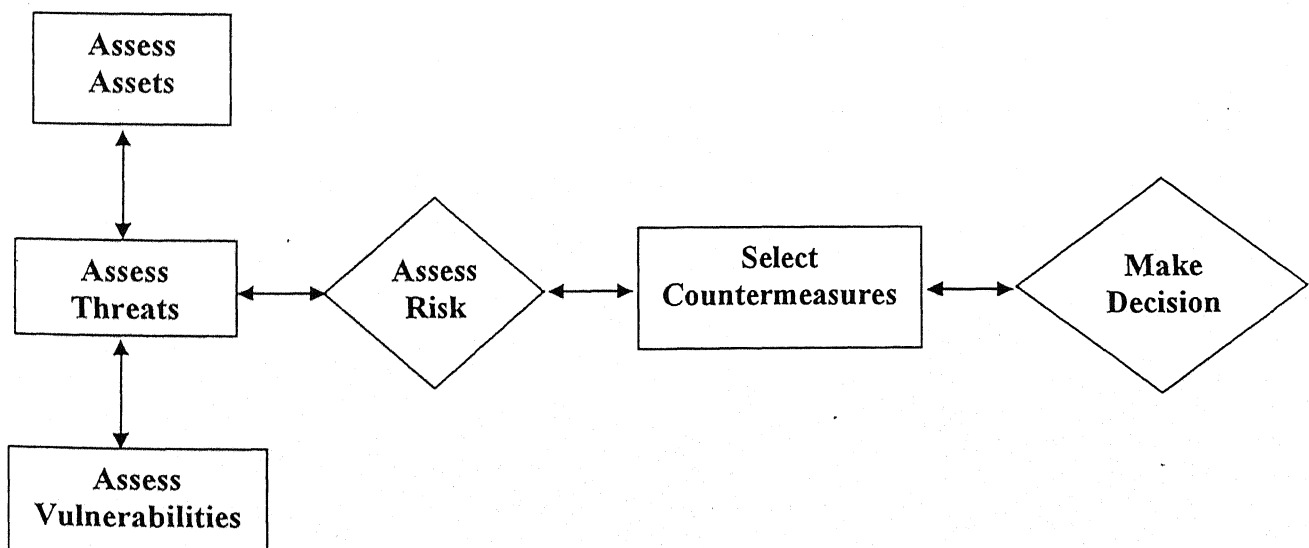 Assess
Assets
Assess
Threats
Assess
Risk
Select
Countermeasures
Make
Decision
Assess
Vulnerabilities